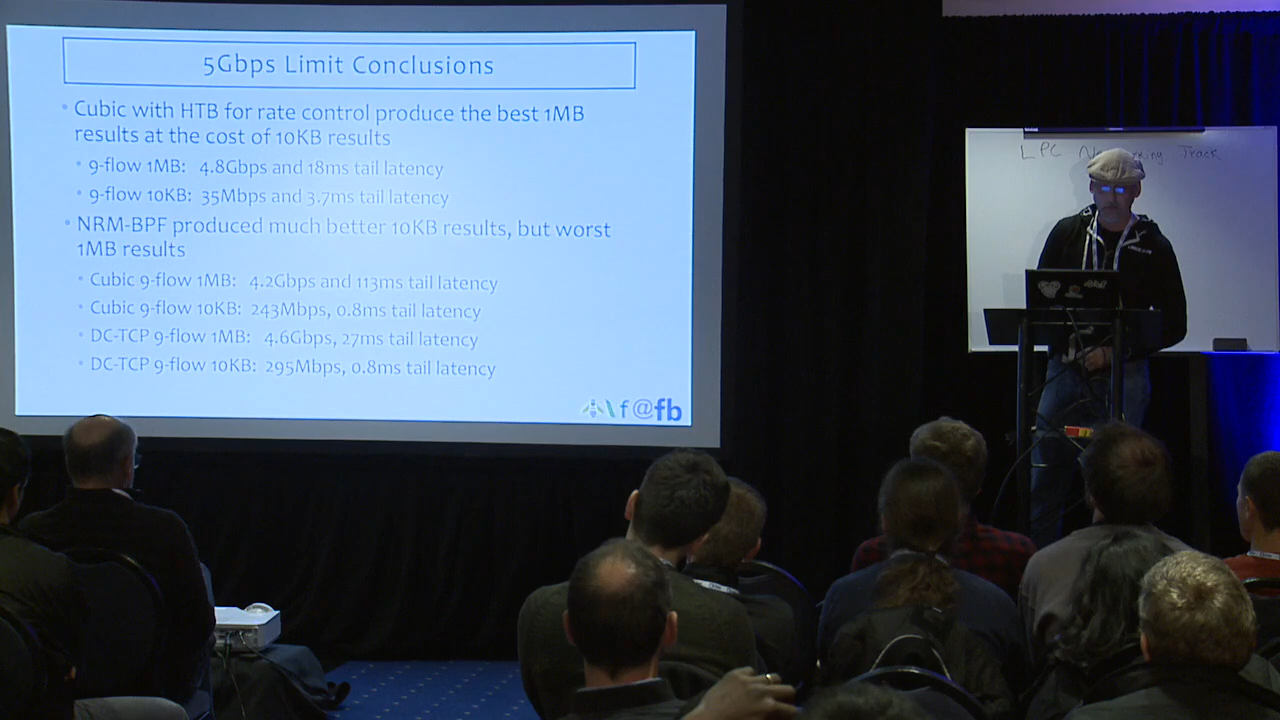 5Gbps Limit Conclusions
• Cubic with HTB for rate control produce the best 1MB
results at the cost of 10KB results
• 9-flow 1MB: 4.8Gbps and 18ms tail latency
• 9-flow 10KB: 35Mbps and 3.7ms tail latency
• NRM-BPF produced much better 10KB results, but worst
1MB results
• Cubic 9-flow 1MB: 4.2Gbps and 113ms tail latency
• Cubic 9-flow 10KB: 243Mbps, 0.8ms tail latency
• DC-TCP 9-flow 1MB: 4.6Gbps, 27ms tail latency
• DC-TCP 9-flow 10KB: 295Mbps, 0.8ms tail latency
f@fb
LPC Track